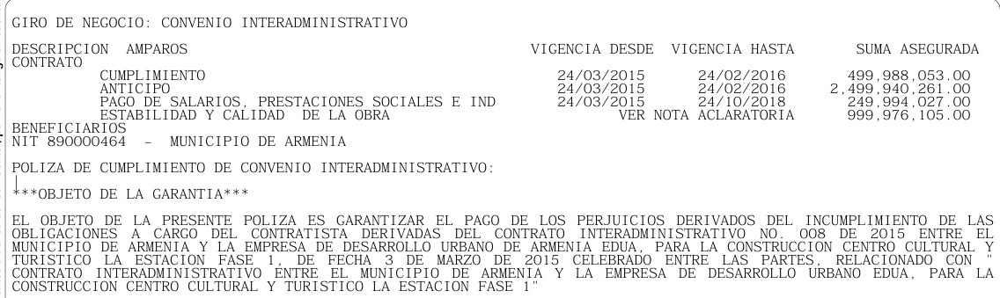 GIRO DE NEGOCIO: CONVENIO INTERADMINISTRATIVO
DESCRIPCION AMPAROS VIGENCIA DESDE VIGENCIA HASTA SUMA ASEGURADA
CONTRATO
CUMPLIMIENTO 24/03/2015 24/02/2016 499,988,053.00
ANTICIPO 24/03/2015 24/02/2016 2,499,940,261.00
PAGO DE SALARIOS, PRESTACIONES SOCIALES E IND 24/03/2015 24/10/2018 249,994,027.00
ESTABILIDAD Y CALIDAD DE LA OBRA VER NOTA ACLARATORIA 999,976,105.00
BENEFICIARIOS
NIT 890000464 - MUNICIPIO DE ARMENIA
POLIZA DE CUMPLIMIENTO DE CONVENIO INTERADMINISTRATIVO:
***OBJETO DE LA GARANTIA***
EL OBJETO DE LA PRESENTE POLIZA ES GARANTIZAR EL PAGO DE LOS PERJUICIOS DERIVADOS DEL INCUMPLIMIENTO DE LAS
OBLIGACIONES A CARGO DEL CONTRATISTA DERIVADAS DEL CONTRATO INTERADMINISTRATIVO NO. OO8 DE 2015 ENTRE EL
MUNICIPIO DE ARMENIA Y LA EMPRESA DE DESARROLLO URBANO DE ARMENIA EDUA, PARA LA CONSTRUCCION CENTRO CULTURAL Y
TURISTICO LA ESTACION FASE 1, DE FECHA 3 DE MARZO DE 2015 CELEBRADO ENTRE LAS PARTES, RELACIONADO CON "
CONTRATO INTERADMINISTRATIVO ENTRE EL MUNICIPIO DE ARMENIA Y LA EMPRESA DE DESARROLLO URBANO EDUA, PARA LA
CONSTRUCCION CENTRO CULTURAL Y TURISTICO LA ESTACION FASE 1"